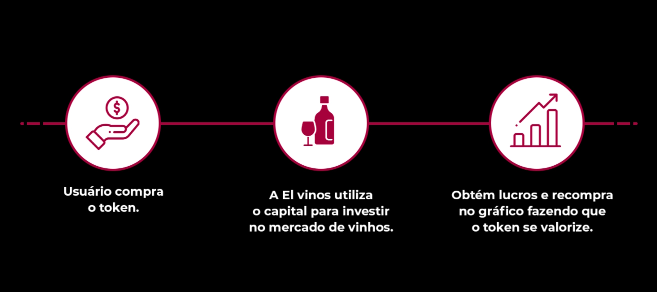 Usuário compra
o token.
A El vinos utiliza
o capital para investir
no mercado de vinhos.
Obtém lucros e recompra
no gráfico fazendo que
o token se valorize.